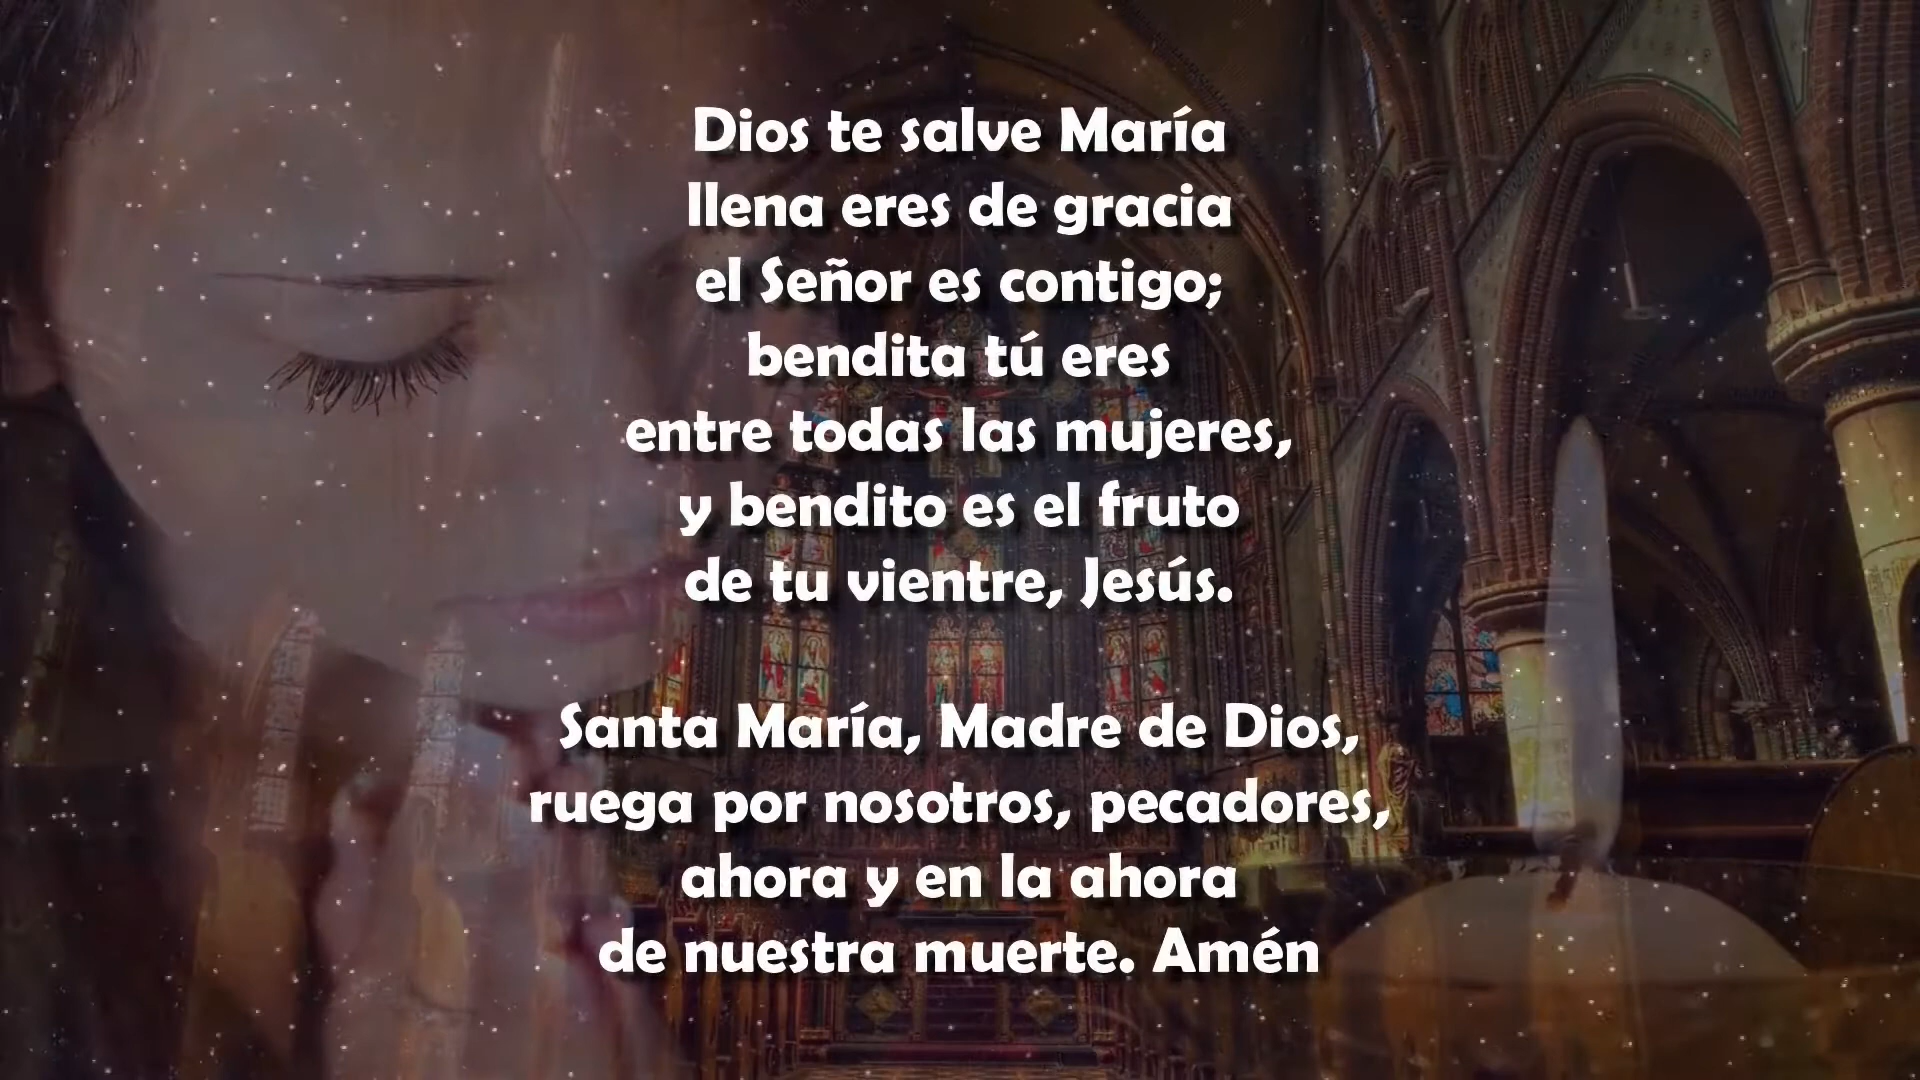 Dios te salve María
llena eres de gracia
el Señor es contigo;
bendita tú eres
entre todas las mujeres,
y bendito es el fruto
de tu vientre, Jesús.
Santa María, Madre de Dios,
ruega por nosotros, pecadores,
ahora y en la ahora
de nuestra muerte. Amén